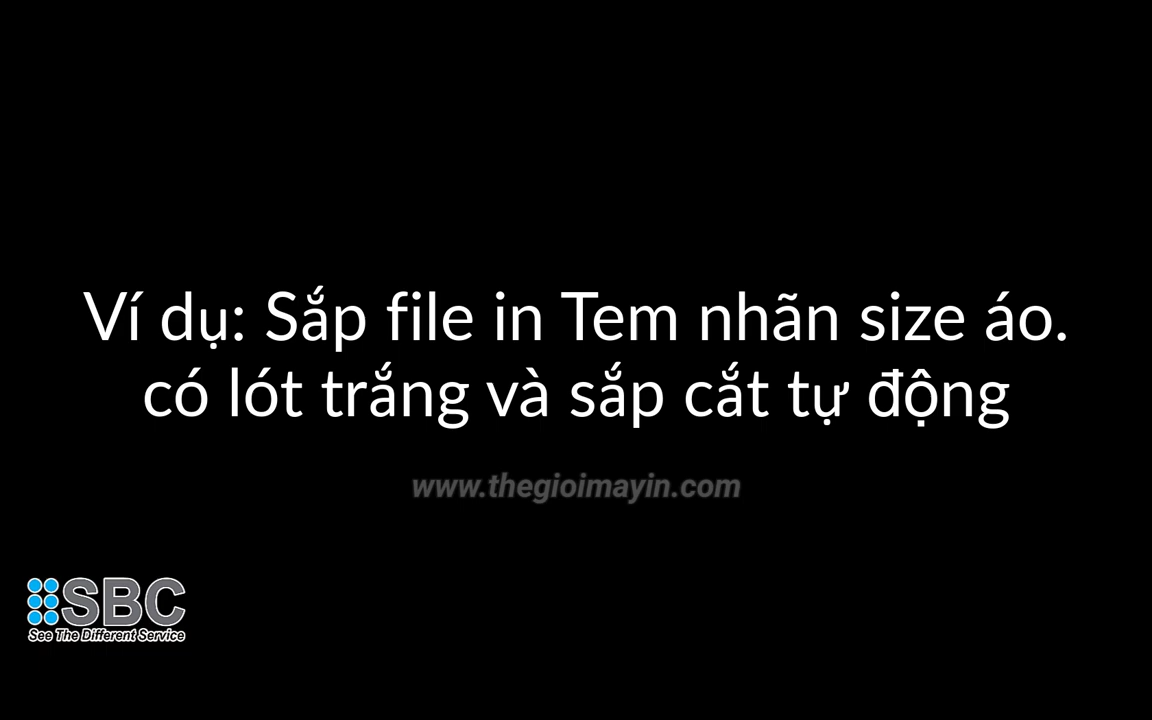 Ví dụ: Sắp file in Tem nhãn size áo.
có lót trắng và sắp cắt tự động
www.thegioimayin.com
SBC
See The Different Service